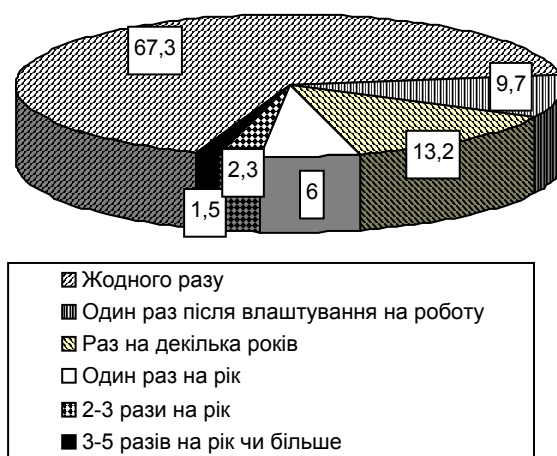 67,3
9,7
13,2
2,3
6
1,5
Жодного разу
Один раз після влаштування на роботу
Раз на декілька років
Один раз на рік
2-3 рази на рік
3-5 разів на рік чи більше